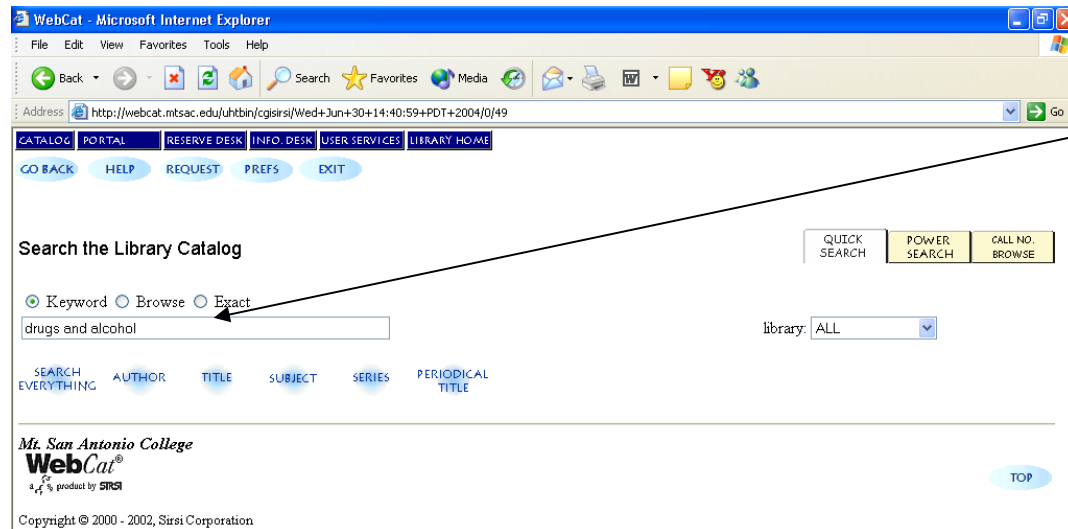 WebCat - Microsoft Internet Explorer
File Edit View Favorites Tools Help
Back Search Favorites Media
Address http://webcat.mtsac.edu/uhtbin/cgisirsi/Wed+Jun+30+14:40:59+PDT+2004/0/49 Go
CATALOG PORTAL RESERVE DESK INFO. DESK USER SERVICES LIBRARY HOME
GO BACK HELP REQUEST PREFS EXIT
Search the Library Catalog
QUICK SEARCH
POWER SEARCH
CALL NO. BROWSE
Keyword Browse Exact
drugs and alcohol
library: ALL
SEARCH EVERYTHING
AUTHOR TITLE SUBJECT SERIES
PERIODICAL TITLE
Mt. San Antonio College
WebCat®
a product by SIRSI
TOP
Copyright © 2000 - 2002, Sirsi Corporation